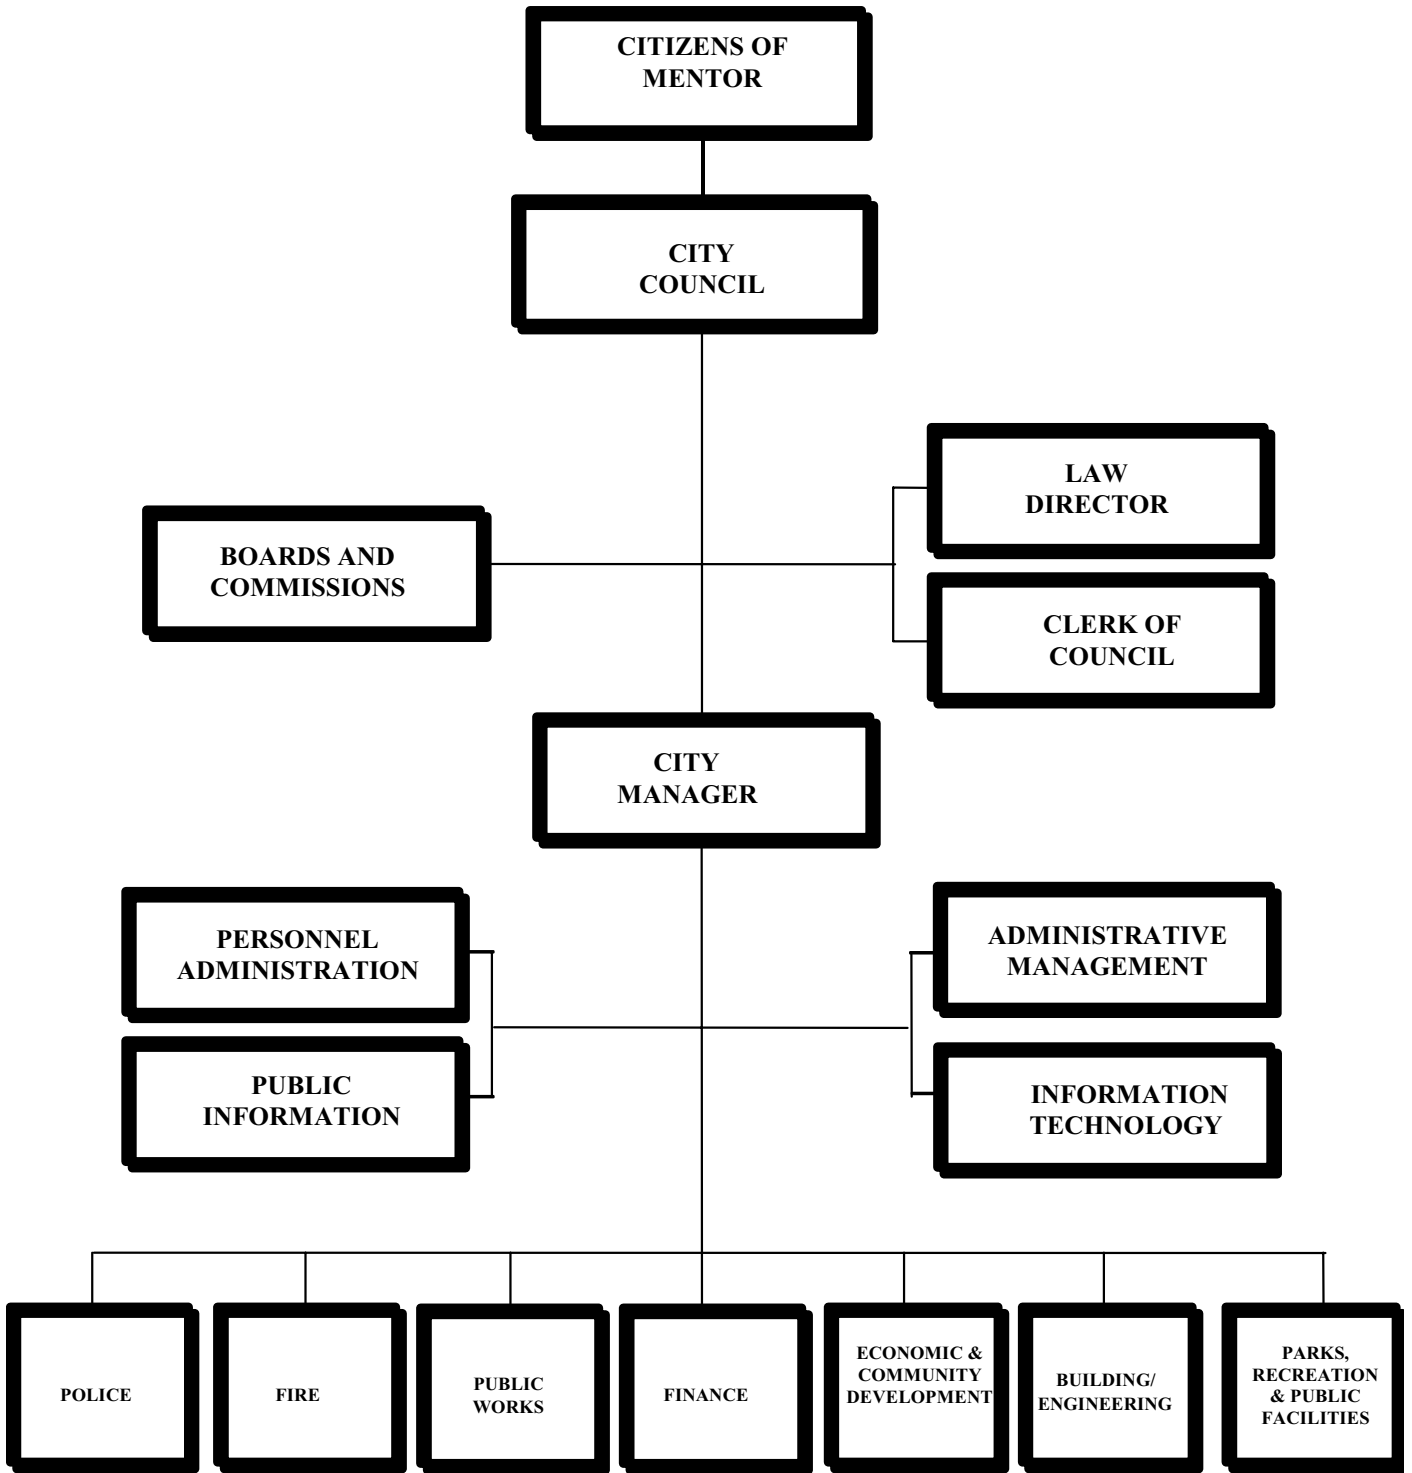 CITIZENS OF
MENTOR
CITY
COUNCIL
LAW
DIRECTOR
BOARDS AND
COMMISSIONS
CLERK OF
COUNCIL
CITY
MANAGER
PERSONNEL
ADMINISTRATION
ADMINISTRATIVE
MANAGEMENT
PUBLIC
INFORMATION
INFORMATION
TECHNOLOGY
POLICE
FIRE
PUBLIC
WORKS
FINANCE
ECONOMIC &
COMMUNITY
DEVELOPMENT
BUILDING/
ENGINEERING
PARKS,
RECREATION
& PUBLIC
FACILITIES